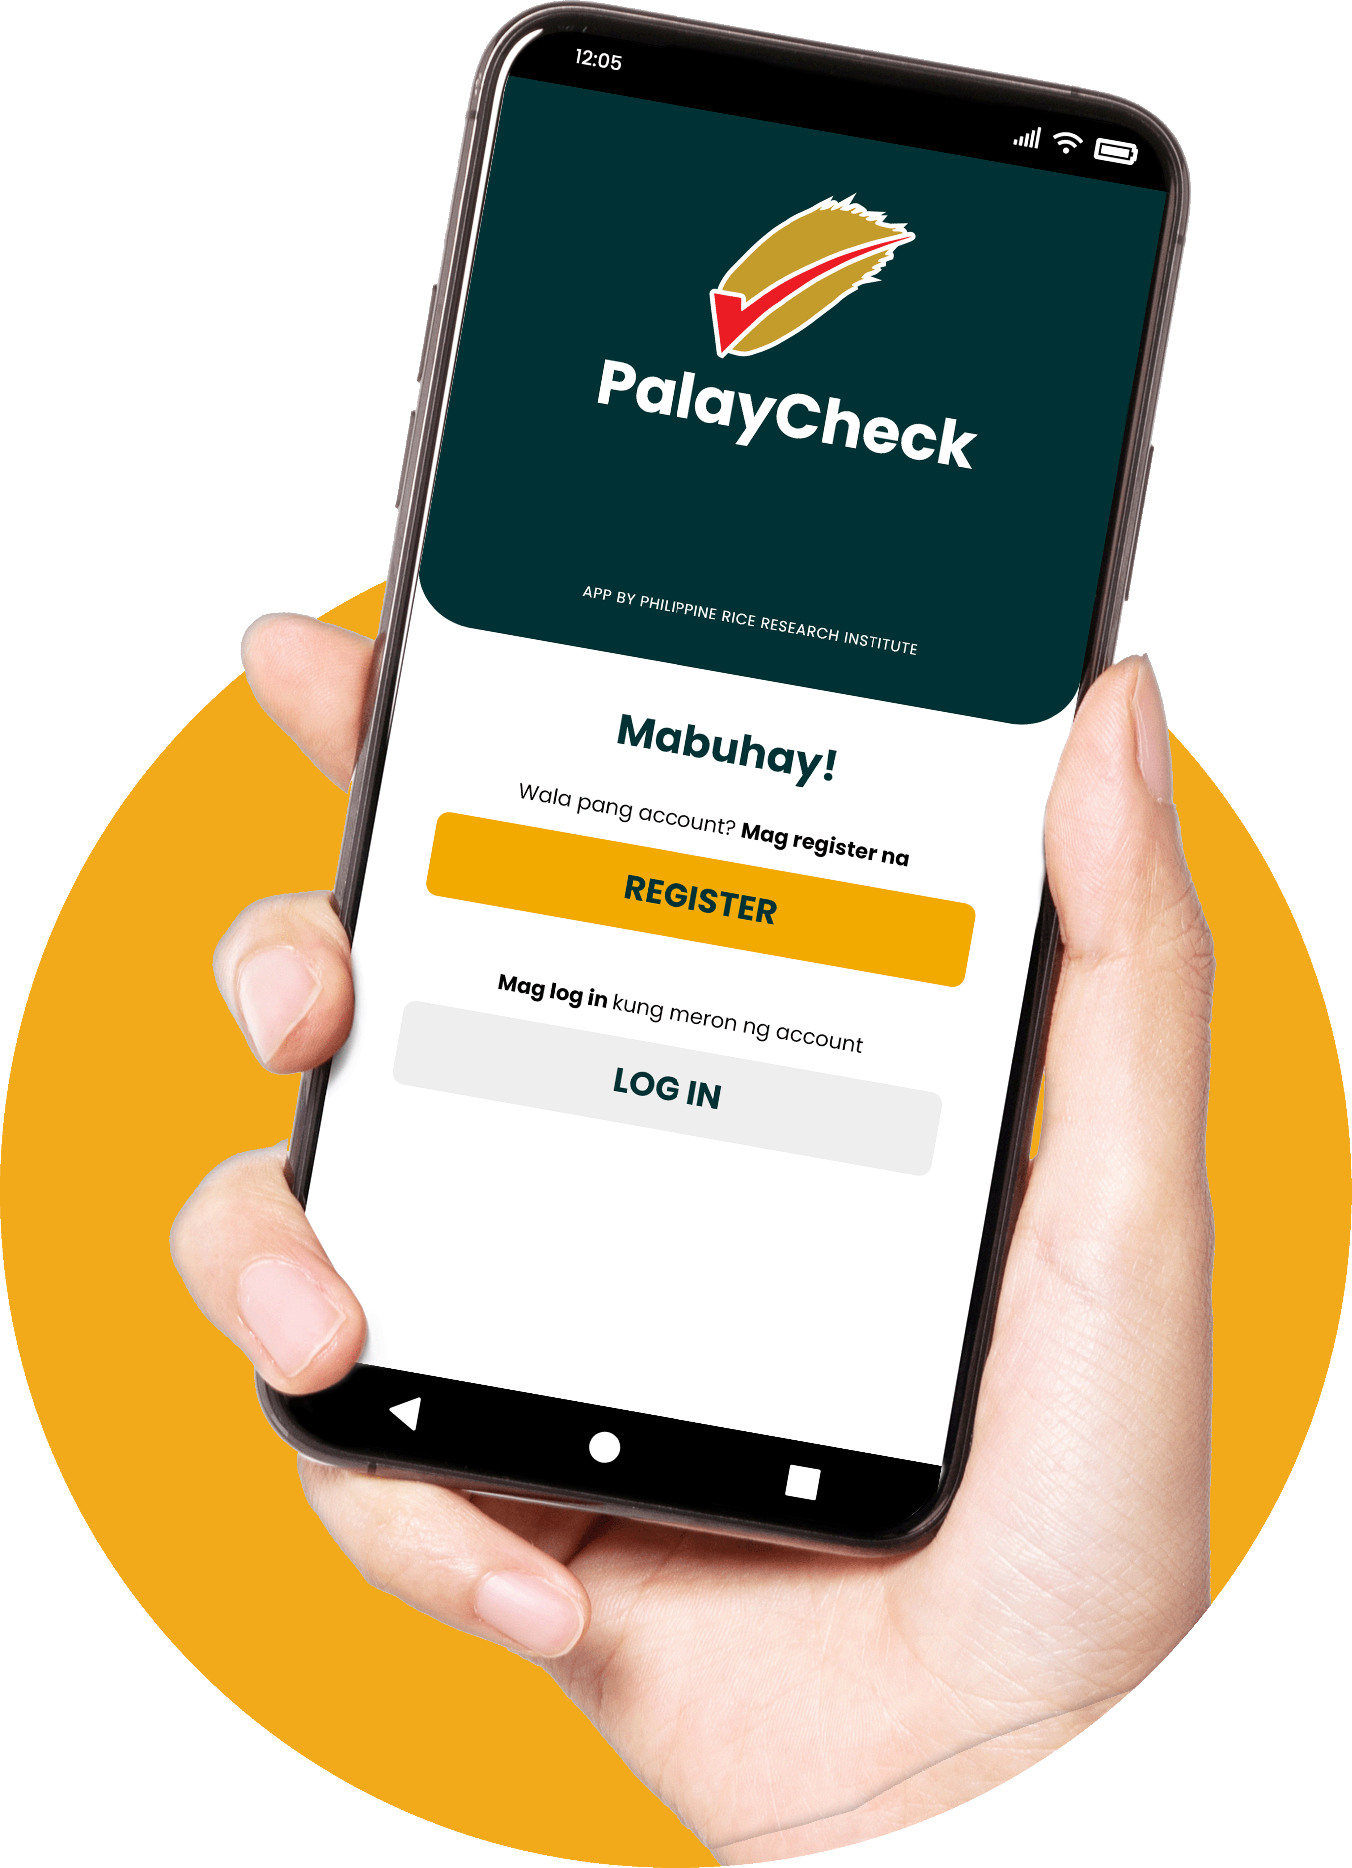 12:05
PalayCheck
APP BY PHILIPPINE RICE RESEARCH INSTITUTE
Mabuhay!
Wala pang account? Mag register na
REGISTER
Mag log in kung meron ng account
LOG IN